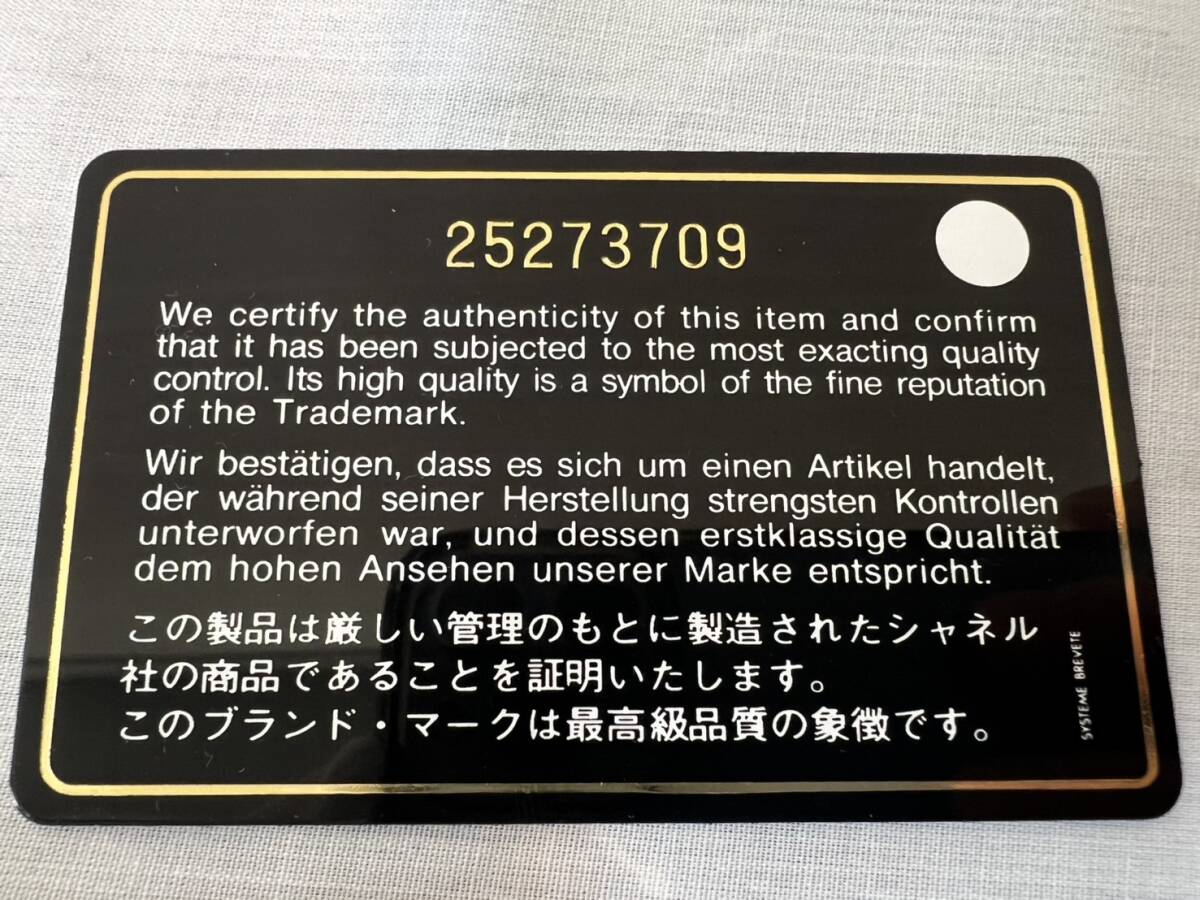 25273709
We certify the authenticity of this item and confirm
that it has been subjected to the most exacting quality
control. Its high quality is a symbol of the fine reputation
of the Trademark.
Wir bestätigen, dass es sich um einen Artikel handelt,
der während seiner Herstellung strengsten Kontrollen
unterworfen war, und dessen erstklassige Qualität
dem hohen Ansehen unserer Marke entspricht.
この製品は厳しい管理のもとに製造されたシャネル
社の商品であることを証明いたします。
このブランド・マークは最高級品質の象徴です。
SYSTEME BREVETE